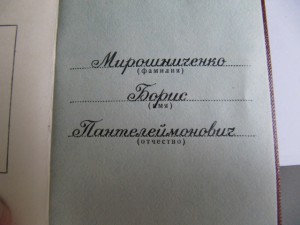 Мирошниченко
(фамилия)
Борис
(имя)
Пантелеймонович
(отчество)